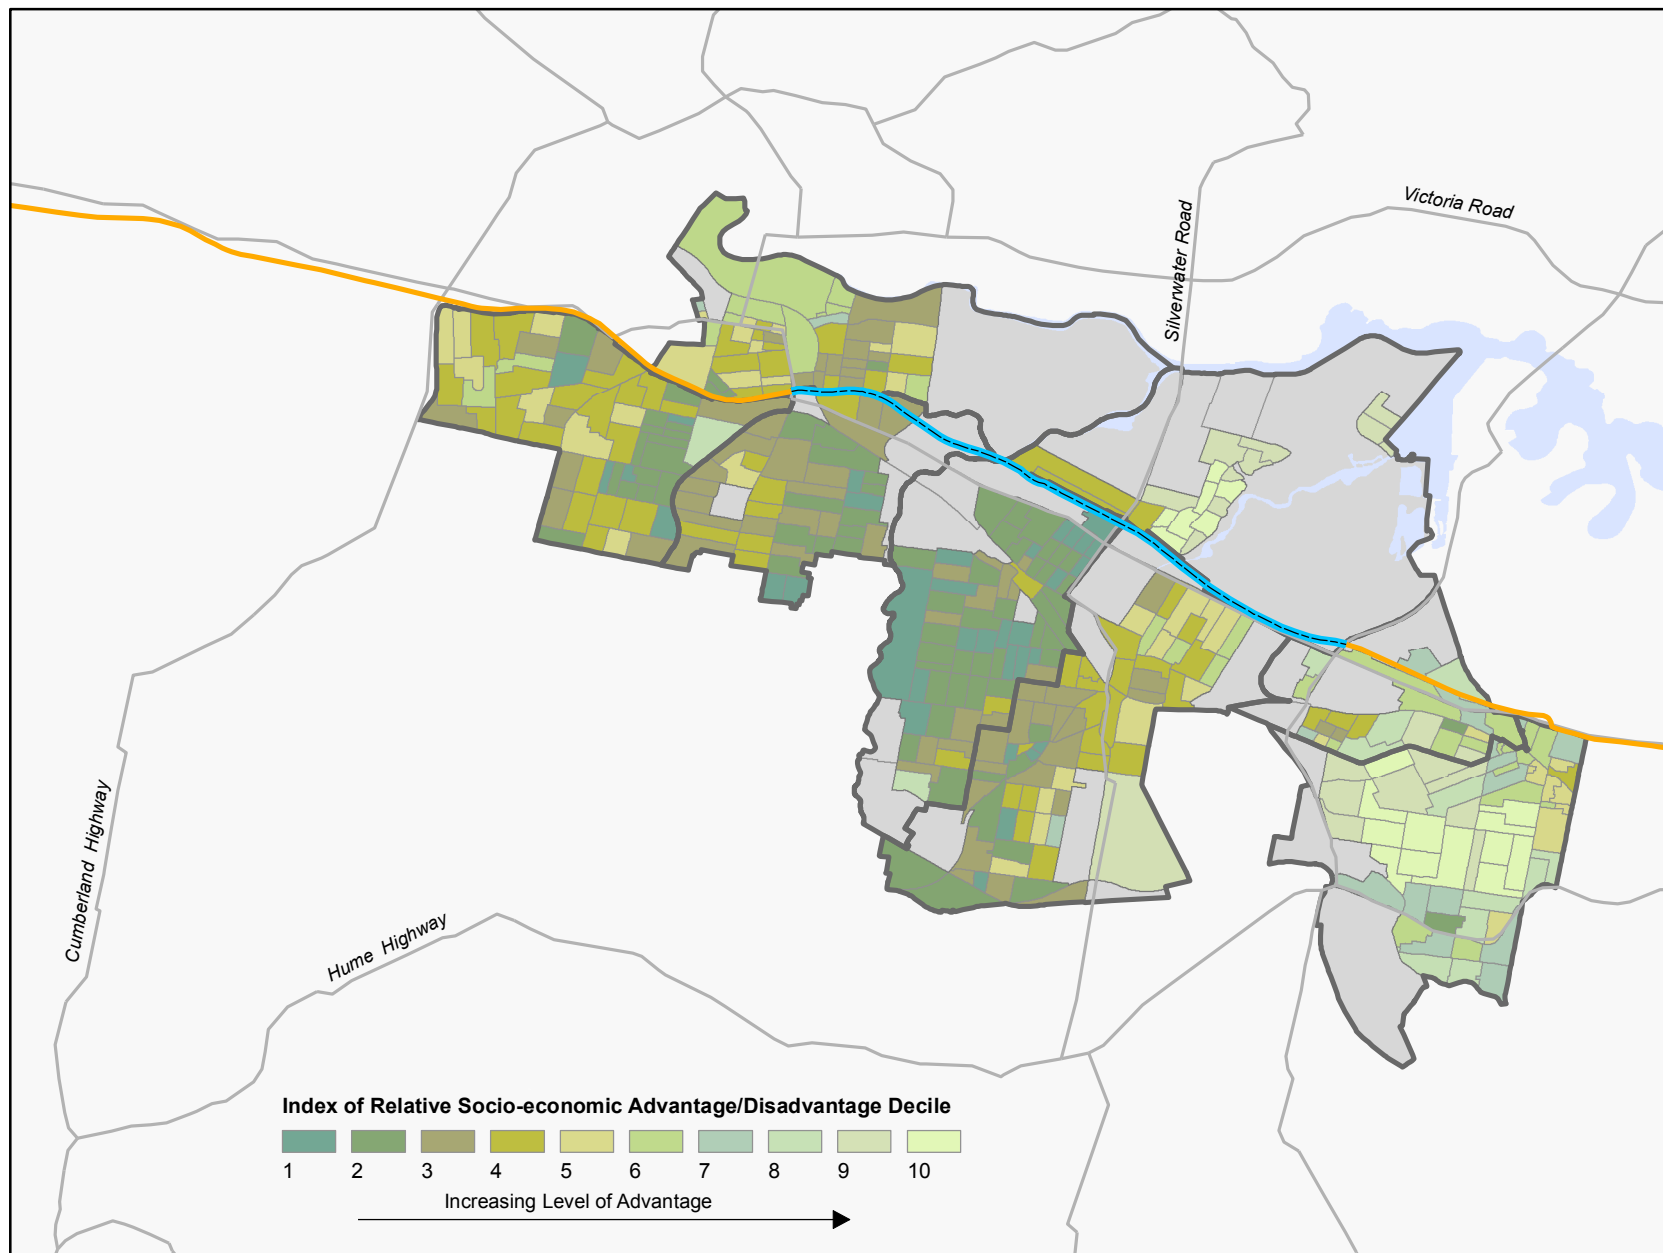 Victoria Road
Silverwater Road
Cumberland Highway
Hume Highway
Index of Relative Socio-economic Advantage/Disadvantage Decile
1 2 3 4 5 6 7 8 9 10
Increasing Level of Advantage